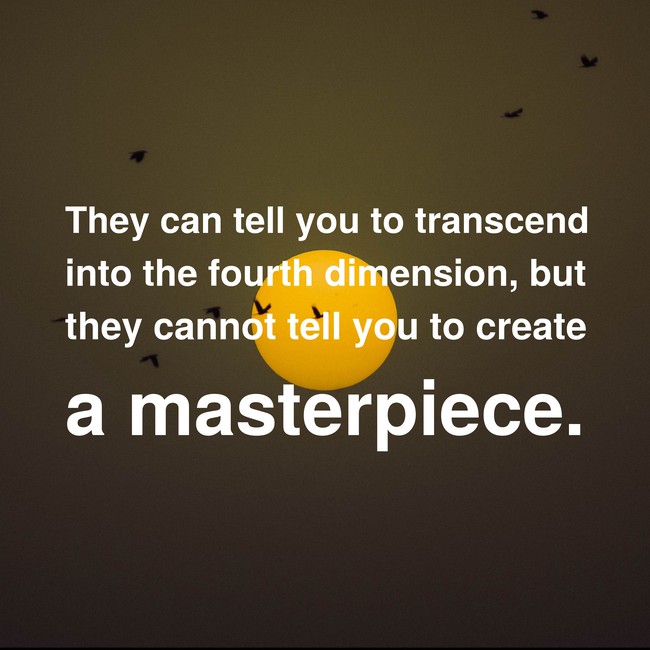 They can tell you to transcend
into the fourth dimension, but
they cannot tell you to create
a masterpiece.